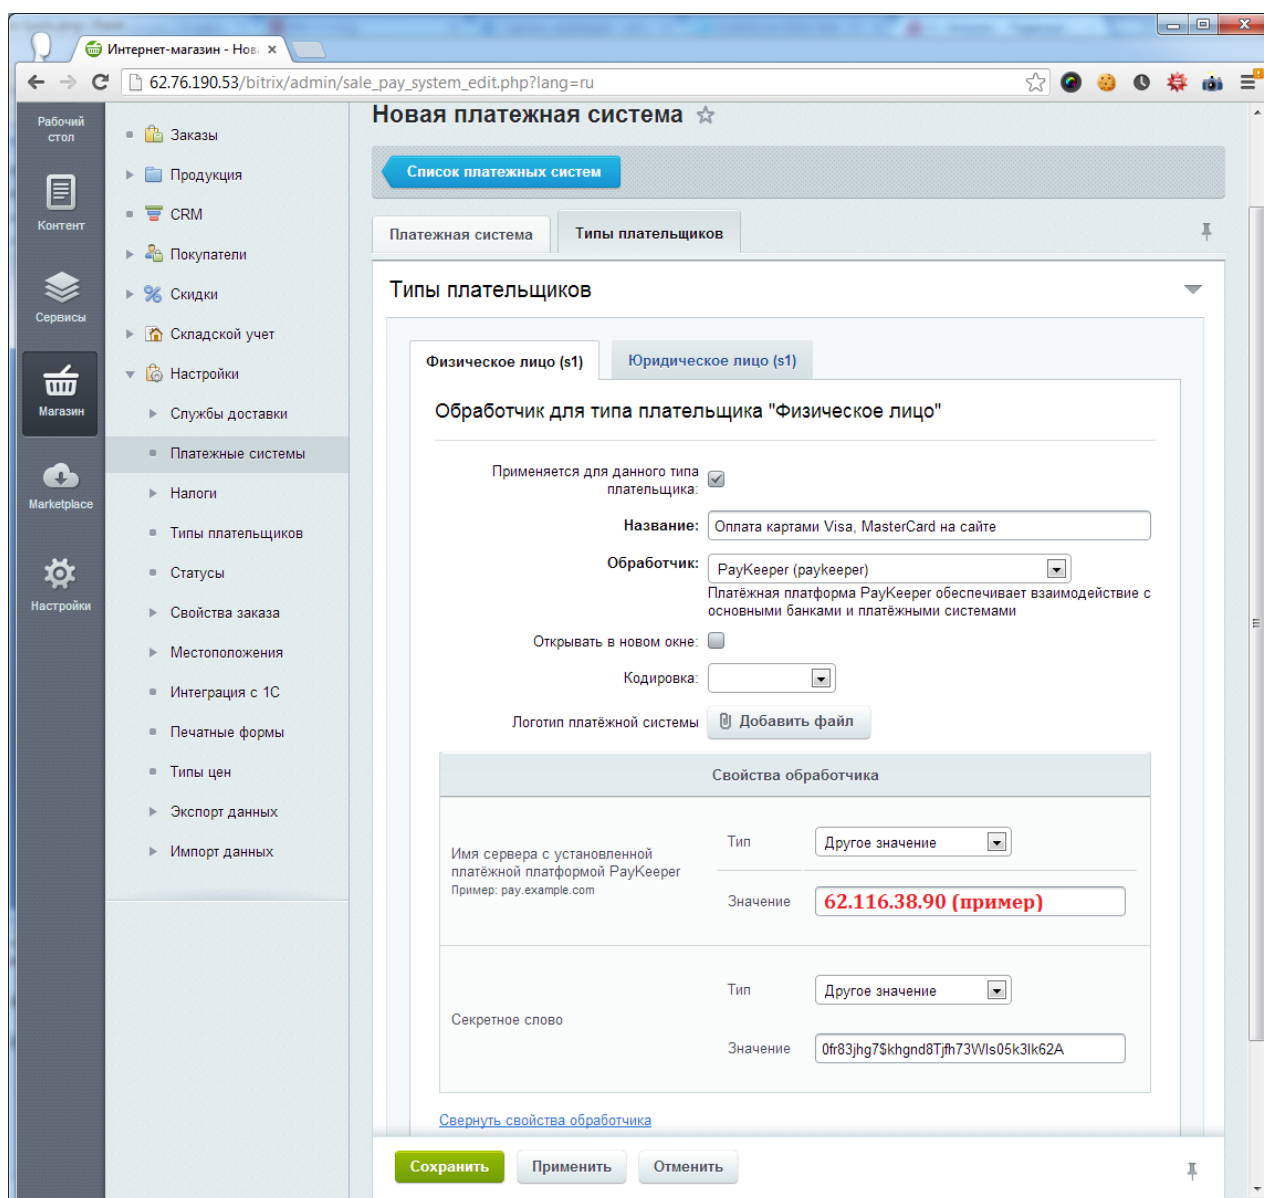 Интернет-магазин - Нов
62.76.190.53/bitrix/admin/sale_pay_system_edit.php?lang=ru
Рабочий
стол
Контент
Сервисы
Магазин
Marketplace
Настройки
Заказы
Продукция
CRM
Покупатели
Скидки
Складской учет
Настройки
Службы доставки
Платежные системы
Налоги
Типы плательщиков
Статусы
Свойства заказа
Местоположения
Интеграция с 1С
Печатные формы
Типы цен
Экспорт данных
Импорт данных
Новая платежная система
Список платежных систем
Платежная система
Типы плательщиков
Типы плательщиков
Физическое лицо (s1)
Юридическое лицо (s1)
Обработчик для типа плательщика "Физическое лицо"
Применяется для данного типа
плательщика:
Название: Оплата картами Visa, MasterCard на сайте
Обработчик: PayKeeper (paykeeper)
Платёжная платформа PayKeeper обеспечивает взаимодействие с
основными банками и платёжными системами
Открывать в новом окне:
Кодировка:
Логотип платёжной системы Добавить файл
Свойства обработчика
Имя сервера с установленной
платёжной платформой PayKeeper
Пример: pay.example.com
Тип Другое значение
Значение 62.116.38.90 (пример)
Секретное слово
Тип Другое значение
Значение 0fr83jhg7$khgnd8Tjfh73WIs05k3Ik62A
Свернуть свойства обработчика
Сохранить
Применить
Отменить